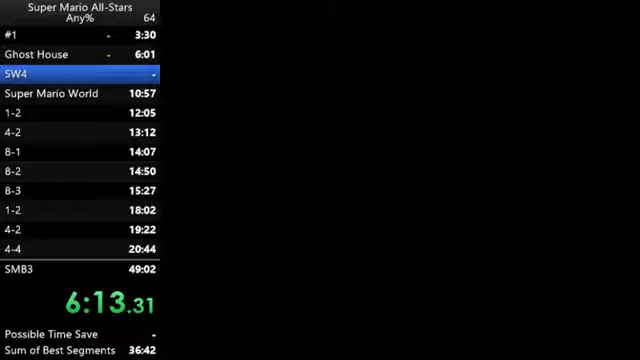 Super Mario All-Stars
Any% 64
#1 - 3:30
Ghost House - 6:01
SW4 -
Super Mario World 10:57
1-2 12:05
4-2 13:12
8-1 14:07
8-2 14:50
8-3 15:27
1-2 18:02
4-2 19:22
4-4 20:44
SMB3 49:02
6:13.31
Possible Time Save -
Sum of Best Segments 36:42